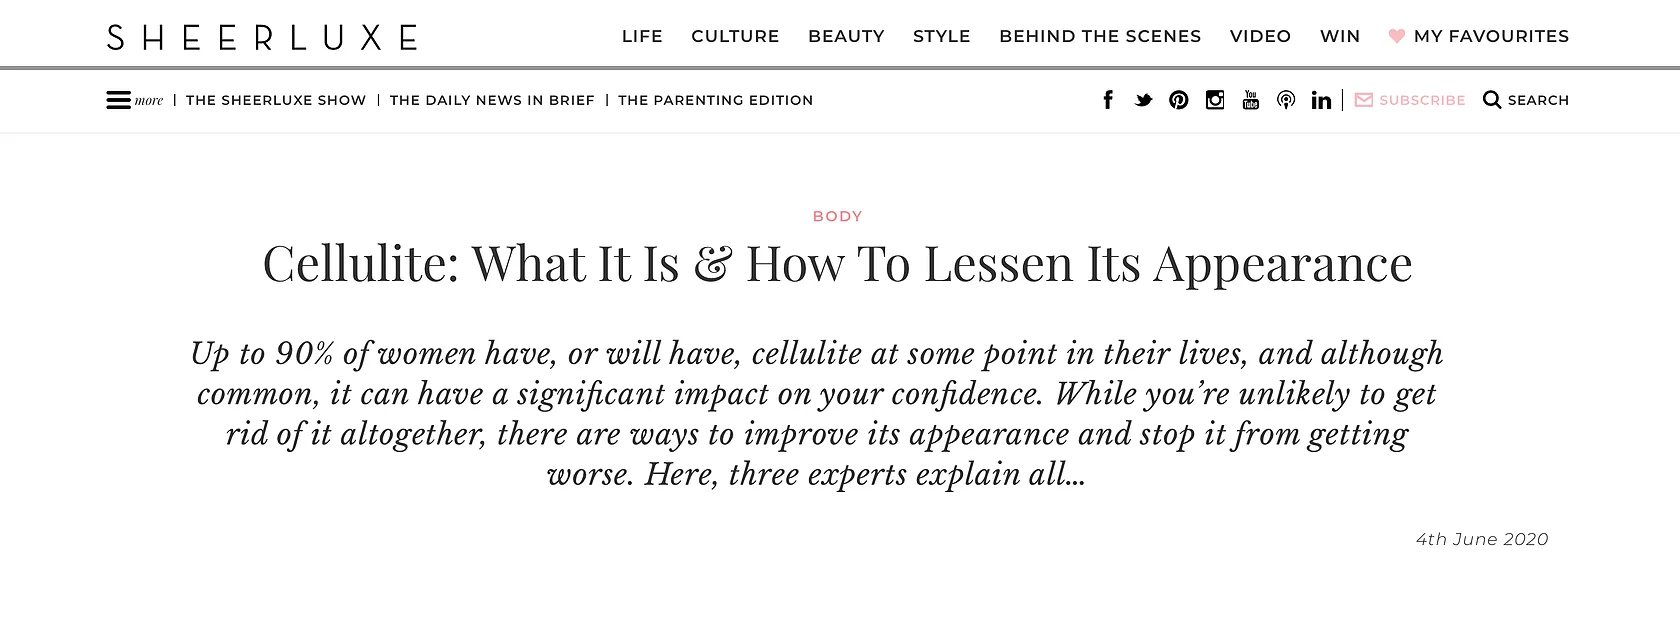 SHEERLUXE
LIFE CULTURE BEAUTY STYLE BEHIND THE SCENES VIDEO WIN MY FAVOURITES
more | THE SHEERLUXE SHOW | THE DAILY NEWS IN BRIEF | THE PARENTING EDITION
You Tube in | SUBSCRIBE SEARCH
BODY
Cellulite: What It Is & How To Lessen Its Appearance
Up to 90% of women have, or will have, cellulite at some point in their lives, and although
common, it can have a significant impact on your confidence. While you’re unlikely to get
rid of it altogether, there are ways to improve its appearance and stop it from getting
worse. Here, three experts explain all…
4th June 2020